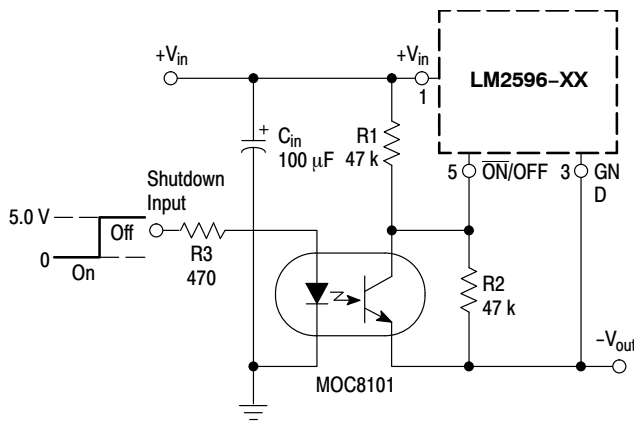 +Vin
+Vin
1
LM2596–XX
R1
47 k
Cin
100 μF
+
5
ON/OFF
3
GN
D
Shutdown
Input
5.0 V
Off
0
On
R3
470
R2
47 k
–Vout
MOC8101